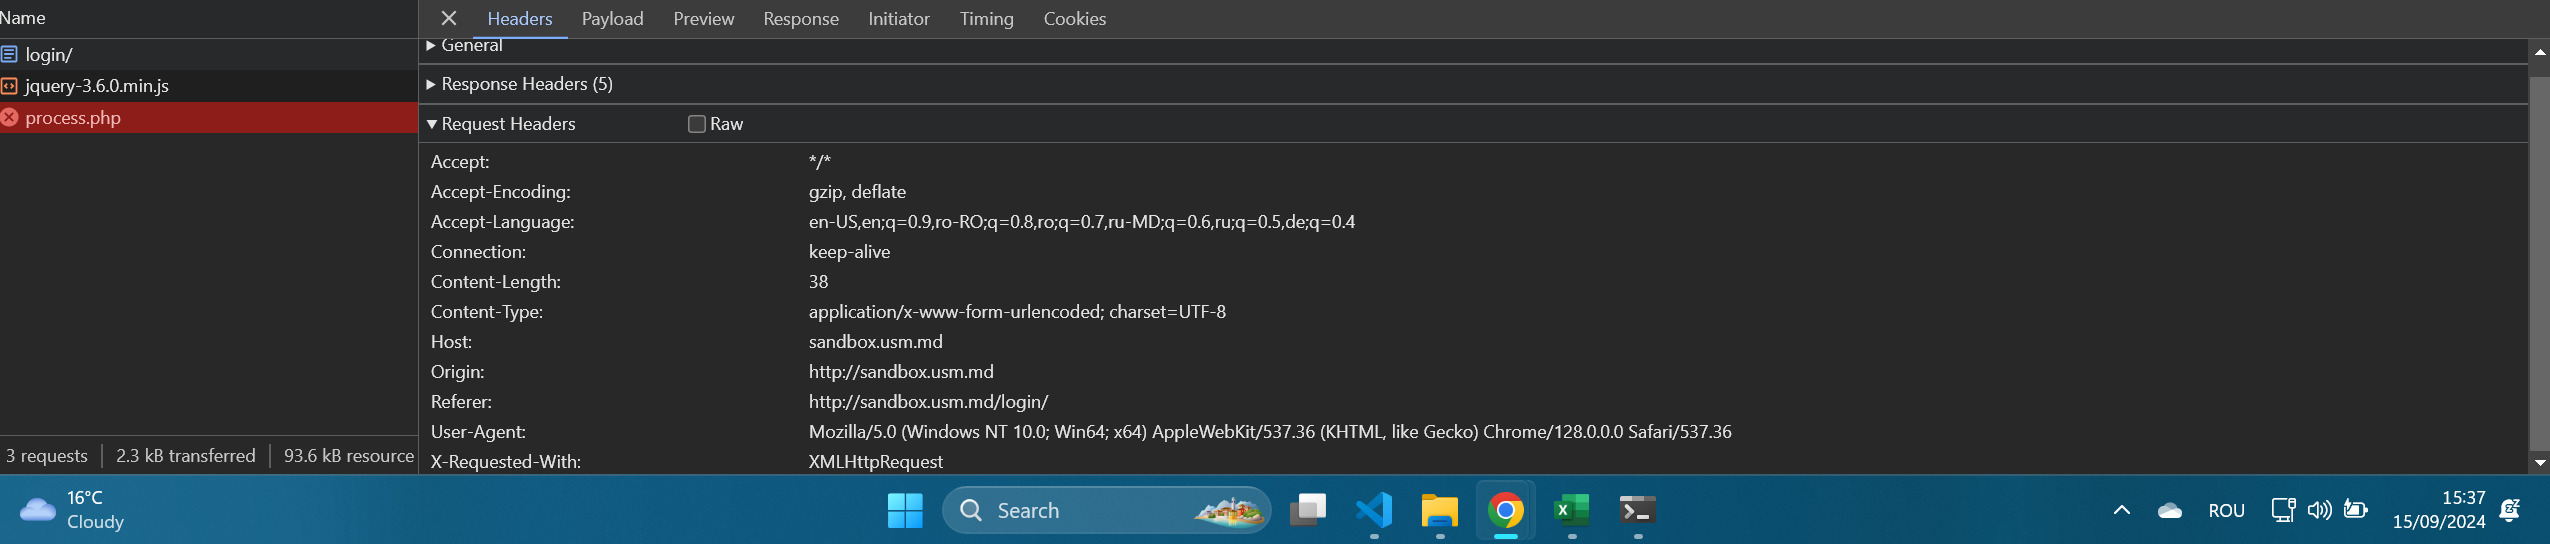 Name
Headers Payload Preview Response Initiator Timing Cookies
login/
jquery-3.6.0.min.js
process.php
3 requests 2.3 kB transferred 93.6 kB resource
General
Response Headers (5)
Request Headers Raw
Accept: */*
Accept-Encoding: gzip, deflate
Accept-Language: en-US,en;q=0.9,ro-RO;q=0.8,ro;q=0.7,ru-MD;q=0.6,ru;q=0.5,de;q=0.4
Connection: keep-alive
Content-Length: 38
Content-Type: application/x-www-form-urlencoded; charset=UTF-8
Host: sandbox.usm.md
Origin: http://sandbox.usm.md
Referer: http://sandbox.usm.md/login/
User-Agent: Mozilla/5.0 (Windows NT 10.0; Win64; x64) AppleWebKit/537.36 (KHTML, like Gecko) Chrome/128.0.0.0 Safari/537.36
X-Requested-With: XMLHttpRequest
16°C
Cloudy
Search
ROU
15:37
15/09/2024